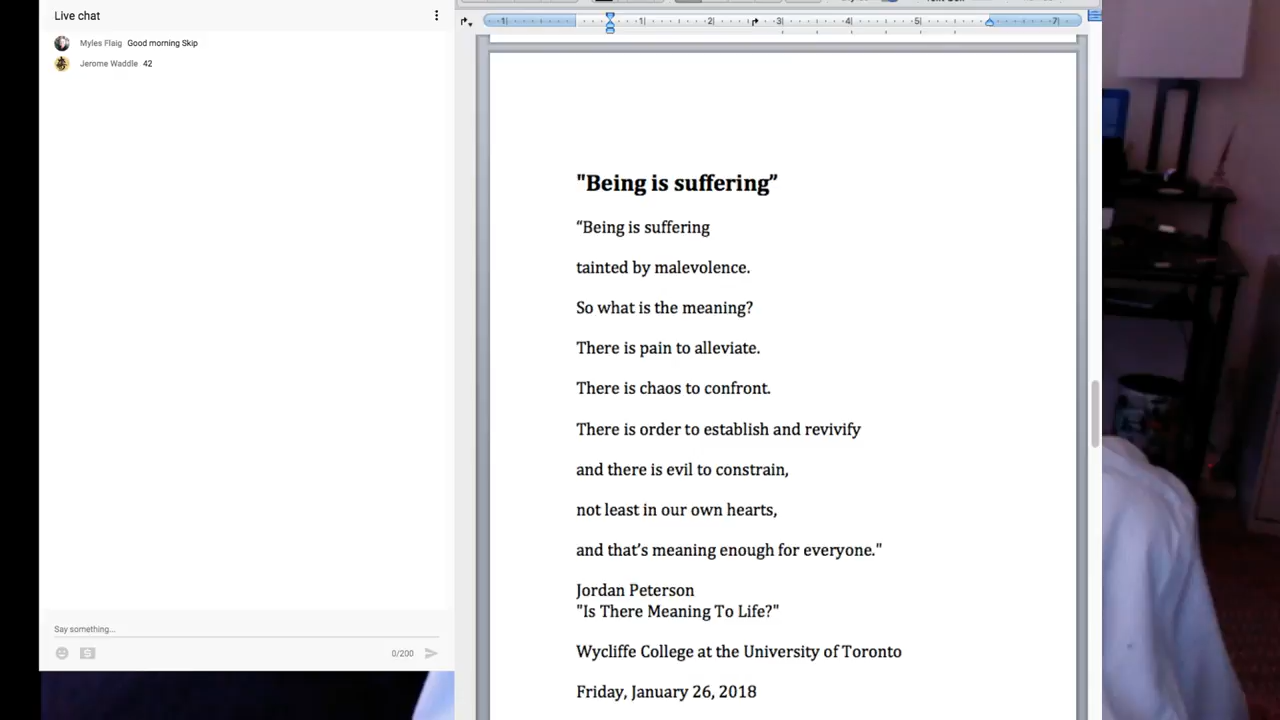 Live chat
Myles Flaig Good morning Skip
Jerome Waddle 42
Say something...
0/200
"Being is suffering”
“Being is suffering
tainted by malevolence.
So what is the meaning?
There is pain to alleviate.
There is chaos to confront.
There is order to establish and revivify
and there is evil to constrain,
not least in our own hearts,
and that’s meaning enough for everyone."
Jordan Peterson
"Is There Meaning To Life?"
Wycliffe College at the University of Toronto
Friday, January 26, 2018